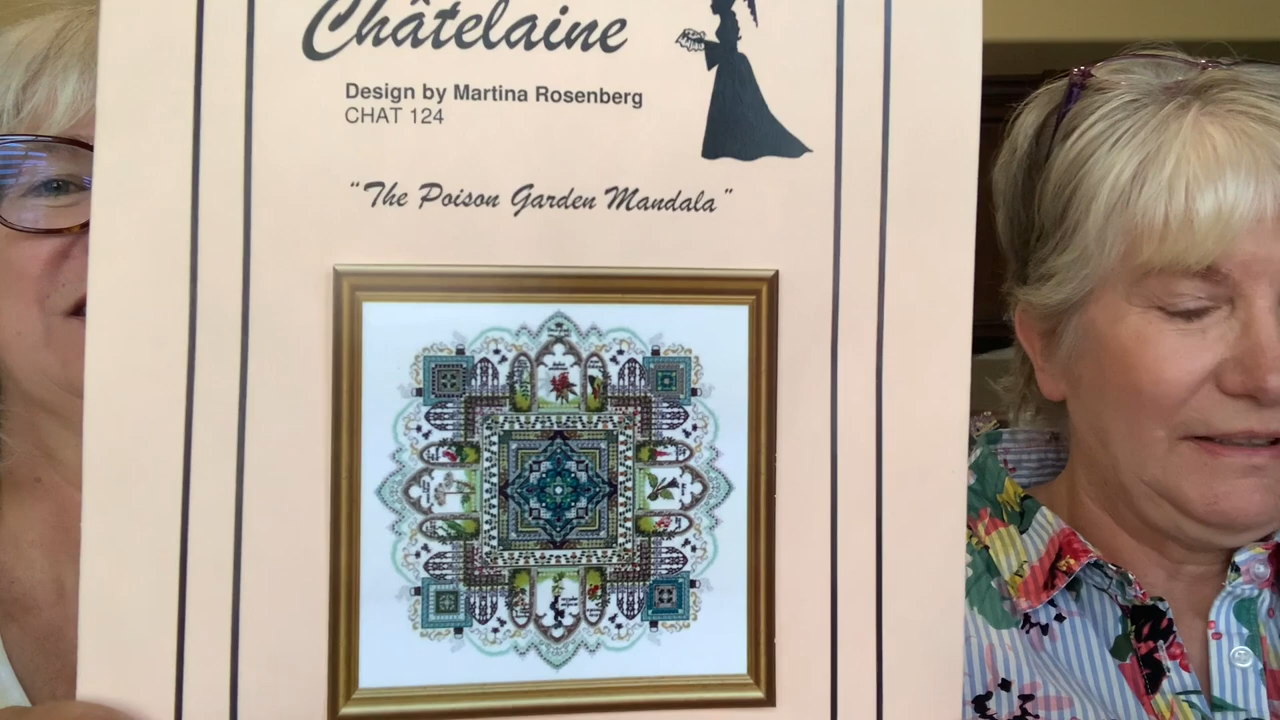 Châtelaine
Design by Martina Rosenberg
CHAT 124
“The Poison Garden Mandala”